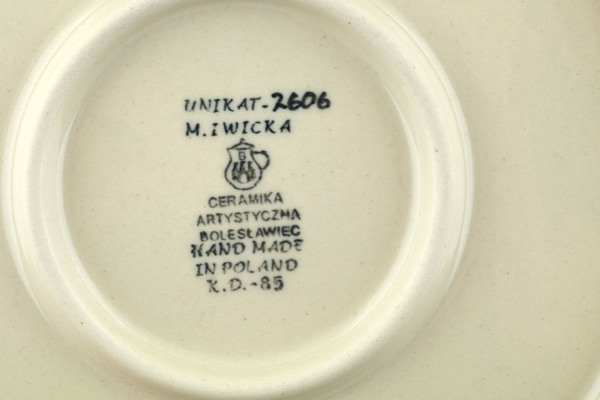 UNIKAT-2606
M.IWICKA
B
CERAMIKA
ARTYSTYCZNA
BOLESŁAWIEC
HAND MADE
IN POLAND
K.D.-85